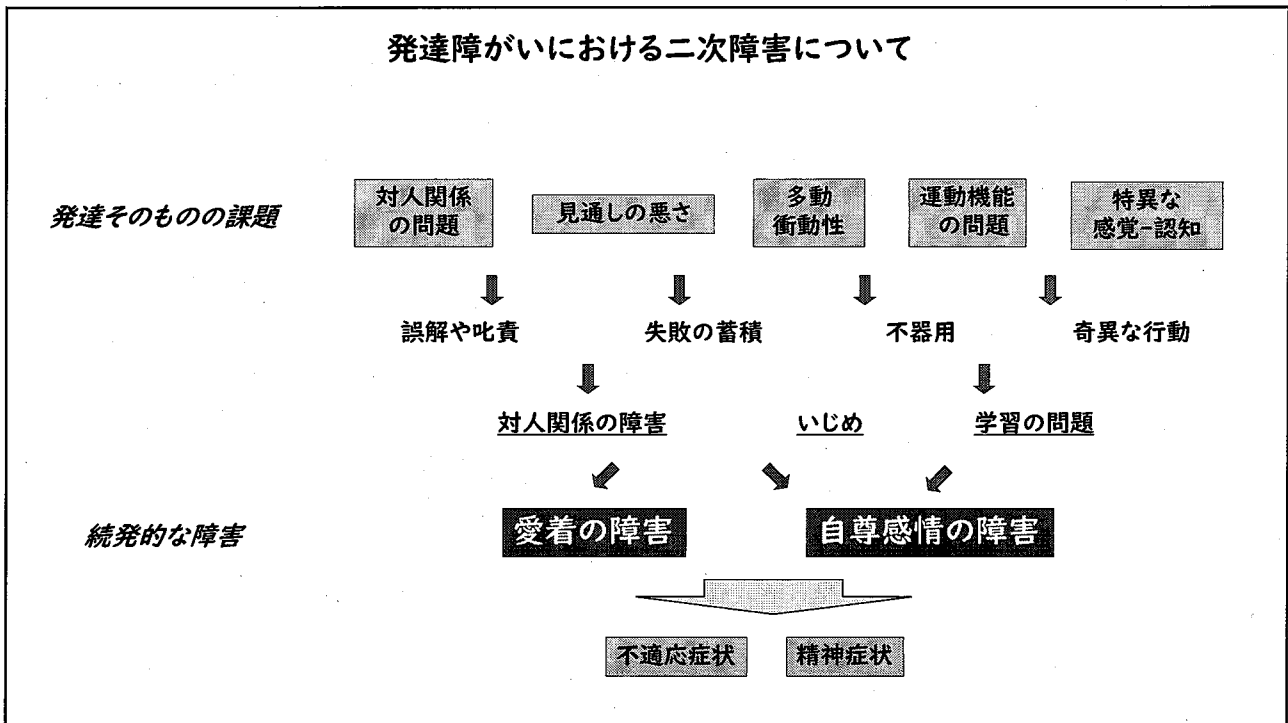 発達障がいにおける二次障害について
発達そのものの課題
対人関係
の問題
見通しの悪さ
多動
衝動性
運動機能
の問題
特異な
感覚-認知
誤解や叱責
失敗の蓄積
不器用
奇異な行動
対人関係の障害
いじめ
学習の問題
続発的な障害
愛着の障害
自尊感情の障害
不適応症状
精神症状